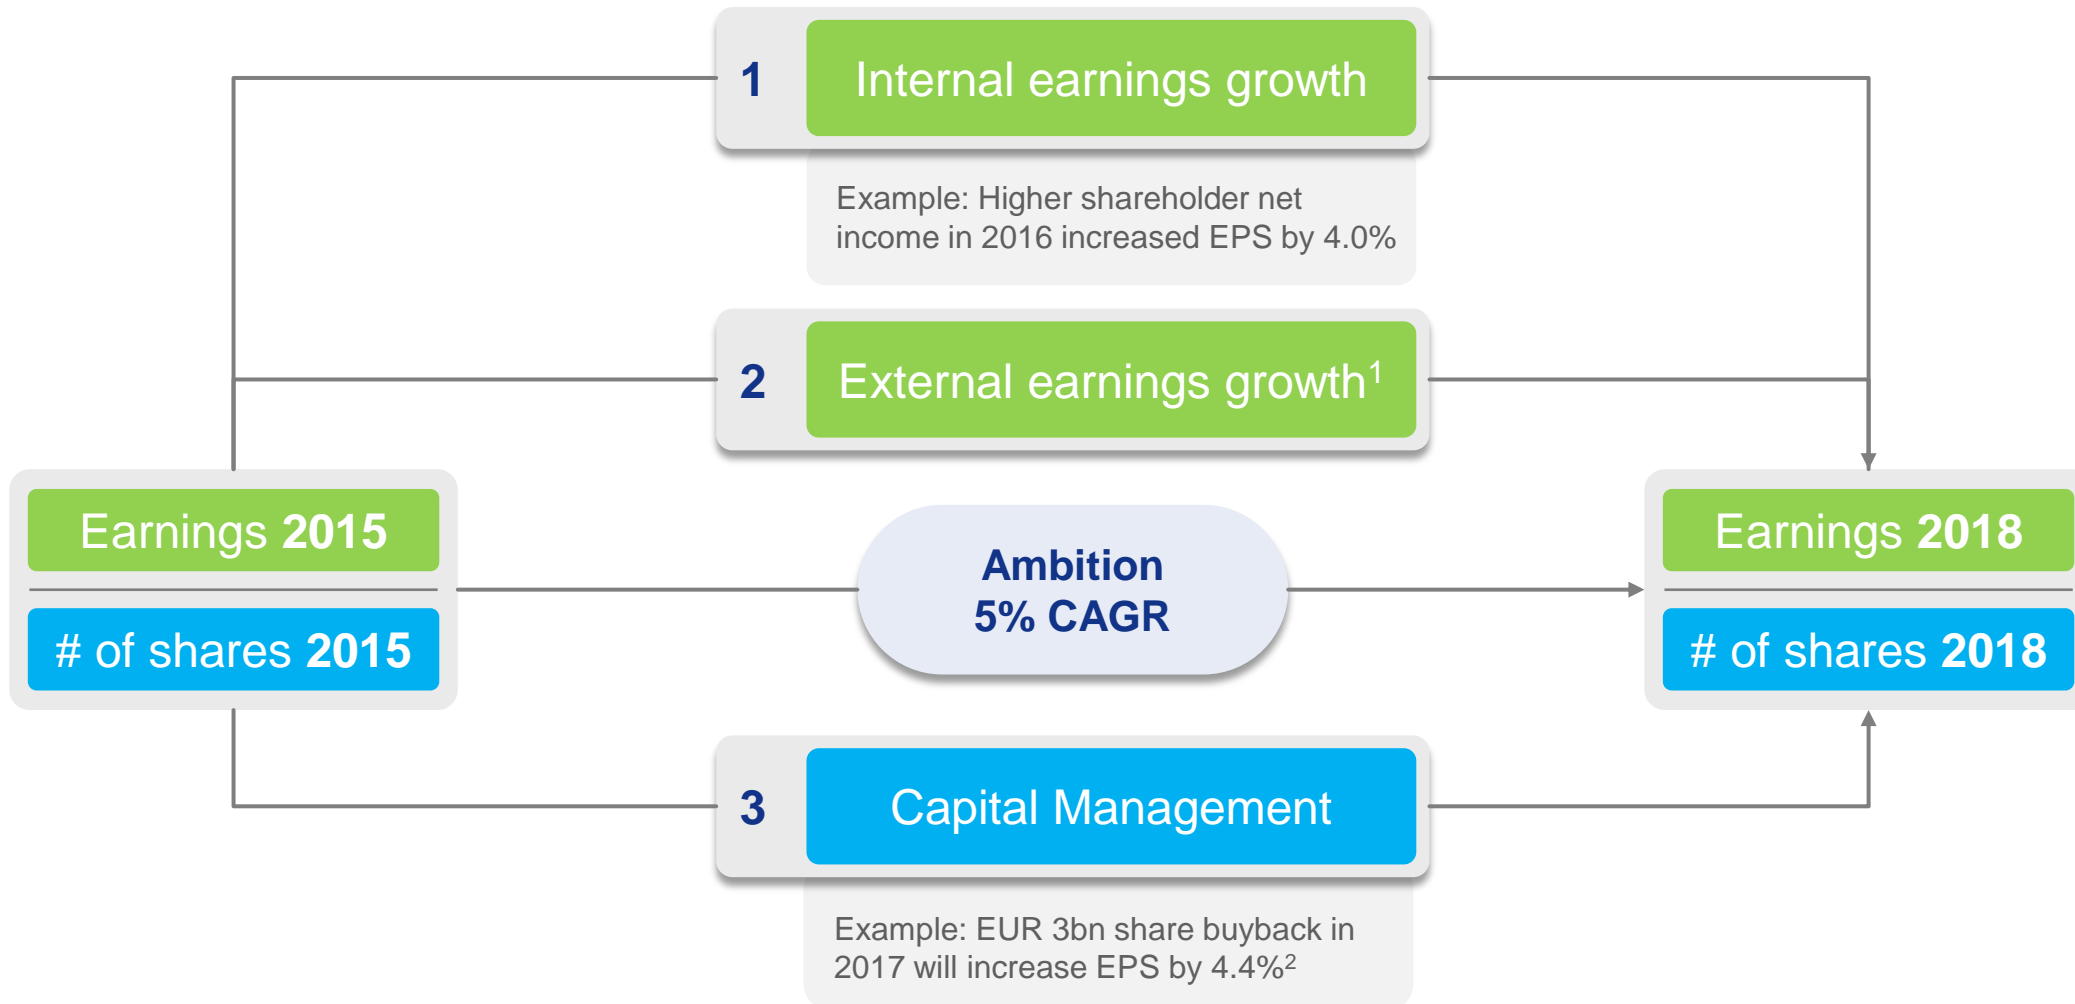 1
Internal earnings growth
Example: Higher shareholder net
income in 2016 increased EPS by 4.0%
2
External earnings growth¹
Earnings 2015
# of shares 2015
Ambition
5% CAGR
Earnings 2018
# of shares 2018
3
Capital Management
Example: EUR 3bn share buyback in
2017 will increase EPS by 4.4%²